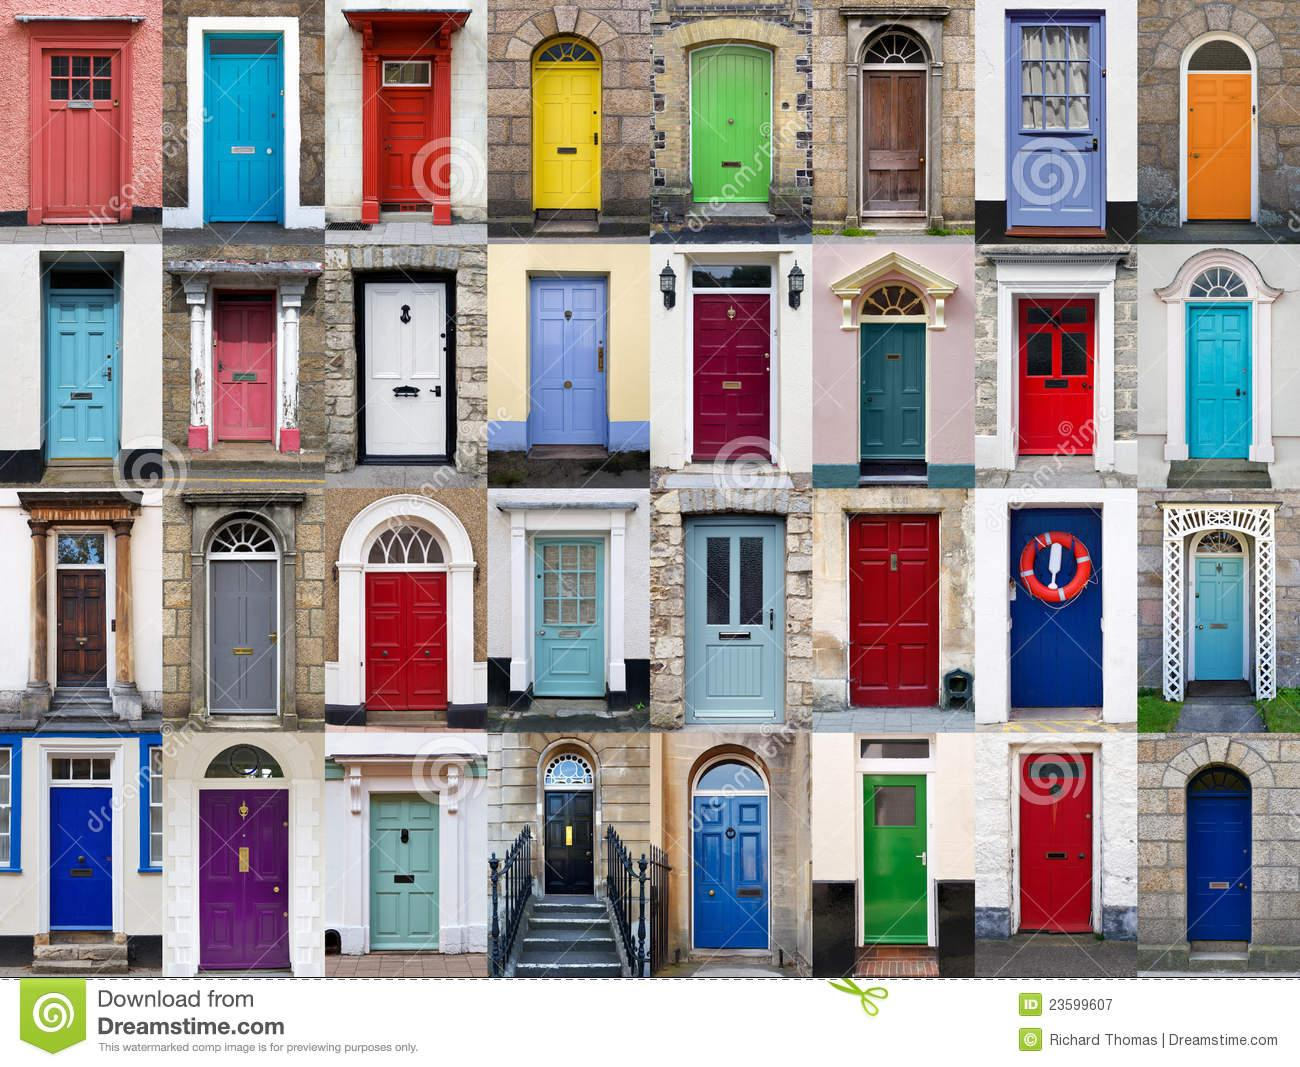 Download from
Dreamstime.com
This watermarked comp image is for previewing purposes only.
ID 23599607
© Richard Thomas | Dreamstime.com